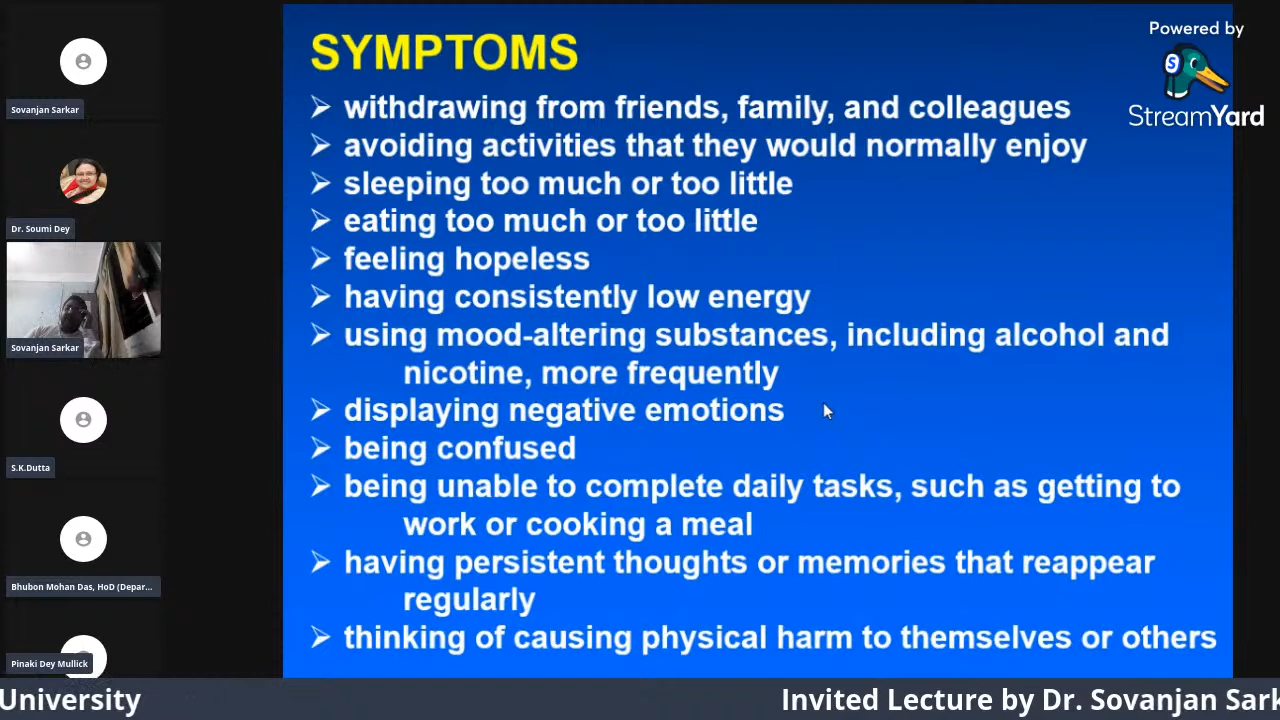 Sovanjan Sarkar
Dr. Soumi Dey
Sovanjan Sarkar
S.K.Dutta
Bhubon Mohan Das, HoD (Depar...
Pinaki Dey Mullick
SYMPTOMS
➢ withdrawing from friends, family, and colleagues
➢ avoiding activities that they would normally enjoy
➢ sleeping too much or too little
➢ eating too much or too little
➢ feeling hopeless
➢ having consistently low energy
➢ using mood-altering substances, including alcohol and
nicotine, more frequently
➢ displaying negative emotions
➢ being confused
➢ being unable to complete daily tasks, such as getting to
work or cooking a meal
➢ having persistent thoughts or memories that reappear
regularly
➢ thinking of causing physical harm to themselves or others
Powered by
S
StreamYard
University Invited Lecture by Dr. Sovanjan Sark